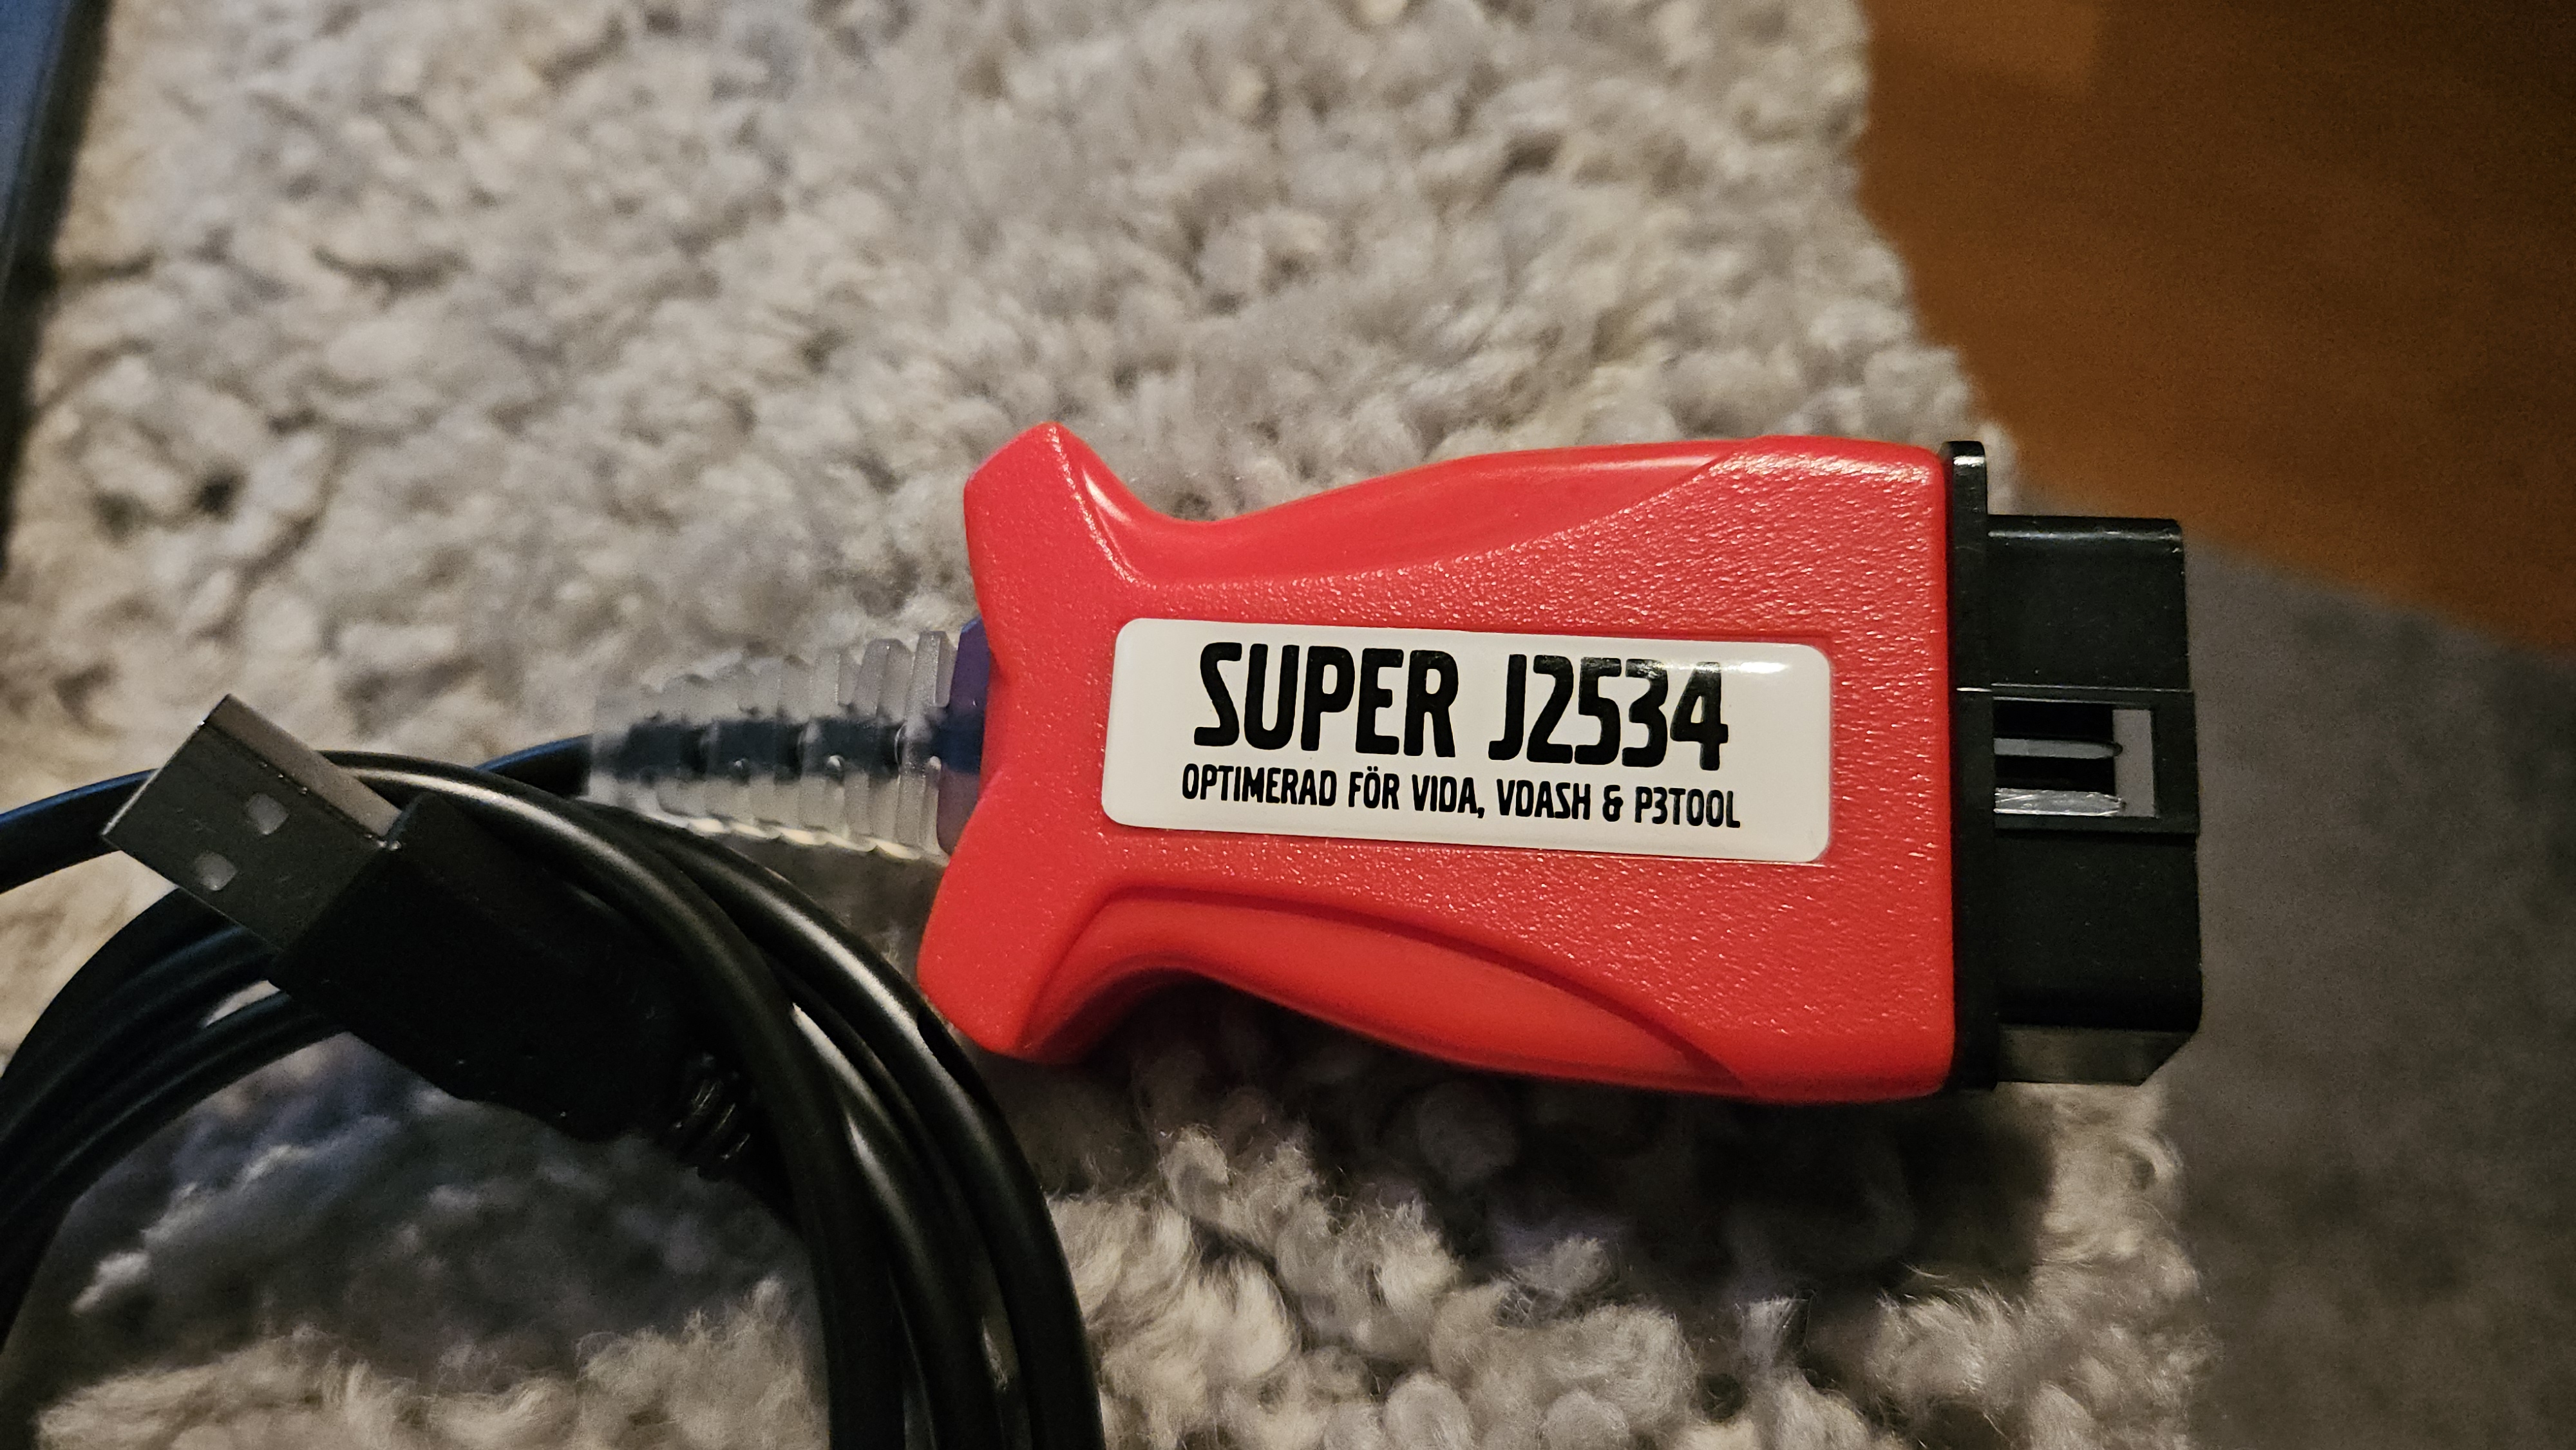 SUPER J2534
OPTIMERAD FÖR VIDA, VDASH & P3TOOL